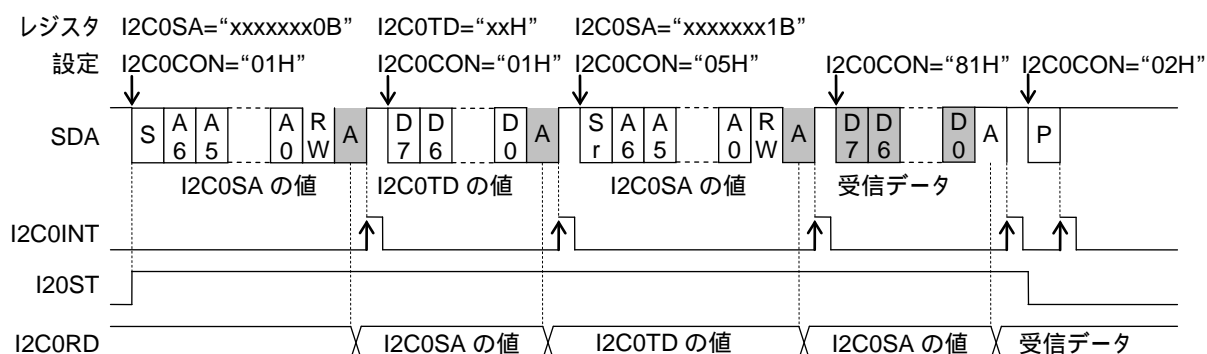 レジスタ I2C0SA=“xxxxxxx0B” I2C0TD=“xxH” I2C0SA=“xxxxxxx1B”
設定 I2C0CON=“01H” I2C0CON=“01H” I2C0CON=“05H” I2C0CON=“81H” I2C0CON=“02H”
SDA S A6 A5 A0 RW A D7 D6 D0 A Sr A6 A5 A0 RW A D7 D6 D0 A P
I2C0SA の値 I2C0TD の値 I2C0SA の値 受信データ
I2C0INT
I20ST
I2C0RD I2C0SA の値 I2C0TD の値 I2C0SA の値 受信データ